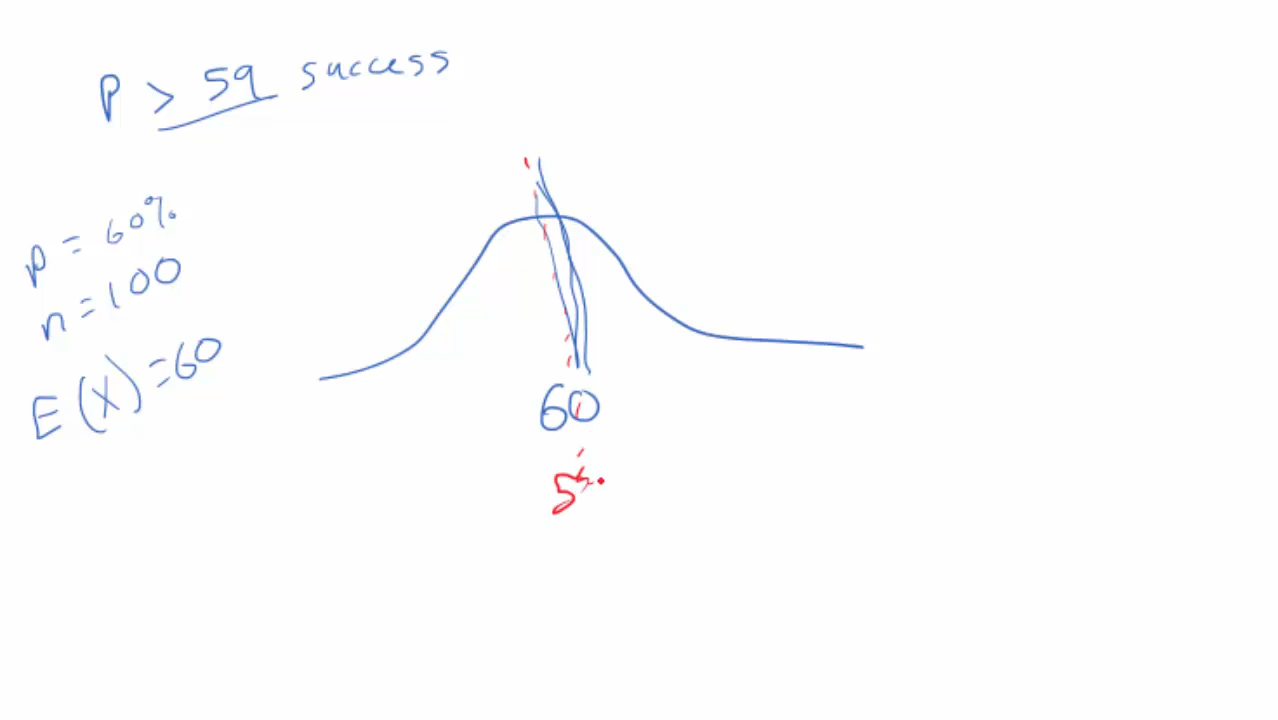 P > 59 success
p = 60%
n = 100
E(X) = 60
60